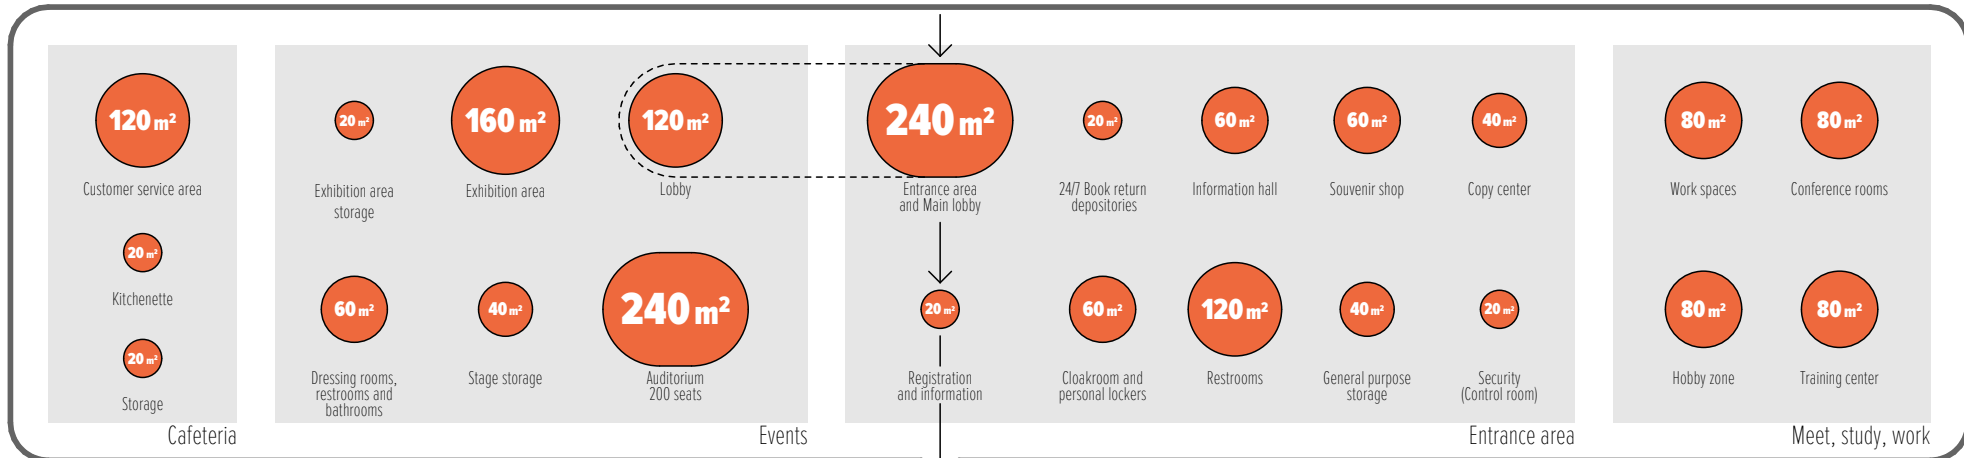 120 m²
Customer service area
20 m²
Kitchenette
20 m²
Storage
Cafeteria
20 m²
Exhibition area
storage
160 m²
Exhibition area
120 m²
Lobby
60 m²
Dressing rooms,
restrooms and
bathrooms
40 m²
Stage storage
240 m²
Auditorium
200 seats
Events
240 m²
Entrance area
and Main lobby
20 m²
24/7 Book return
depositories
60 m²
Information hall
60 m²
Souvenir shop
40 m²
Copy center
20 m²
Registration
and information
60 m²
Cloakroom and
personal lockers
120 m²
Restrooms
40 m²
General purpose
storage
20 m²
Security
(Control room)
Entrance area
80 m²
Work spaces
80 m²
Conference rooms
80 m²
Hobby zone
80 m²
Training center
Meet, study, work